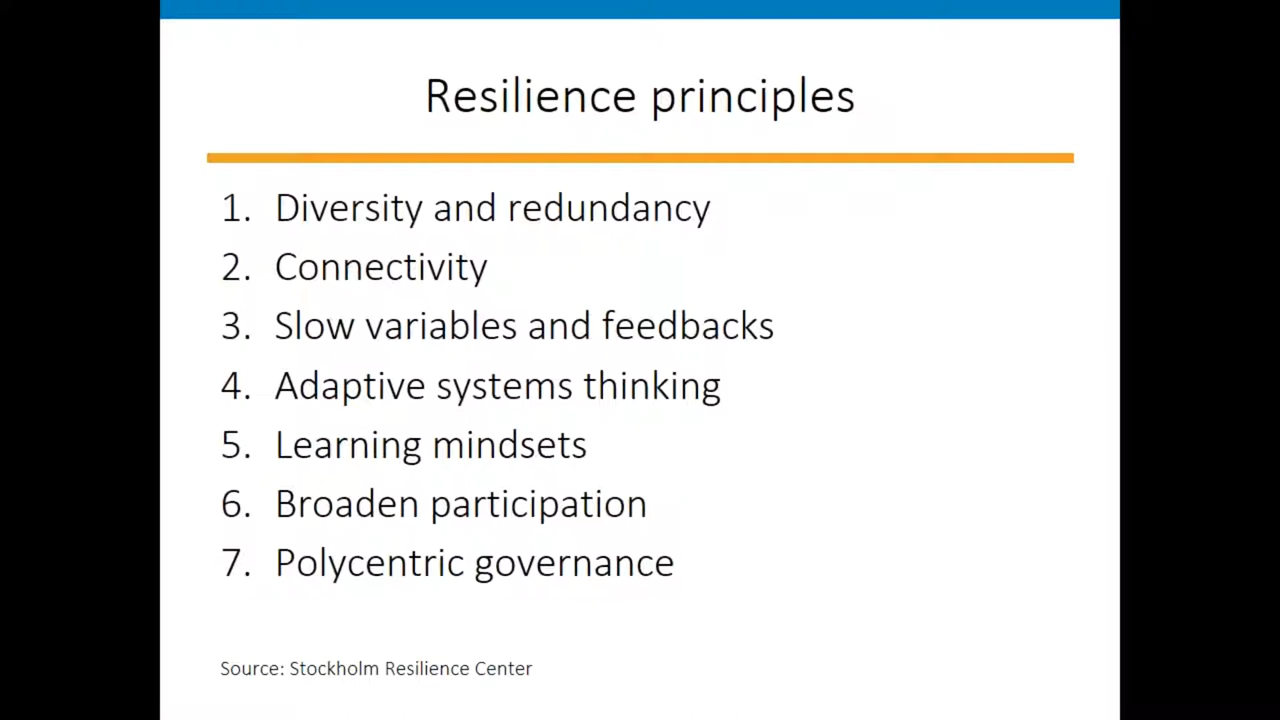 Resilience principles
1. Diversity and redundancy
2. Connectivity
3. Slow variables and feedbacks
4. Adaptive systems thinking
5. Learning mindsets
6. Broaden participation
7. Polycentric governance
Source: Stockholm Resilience Center